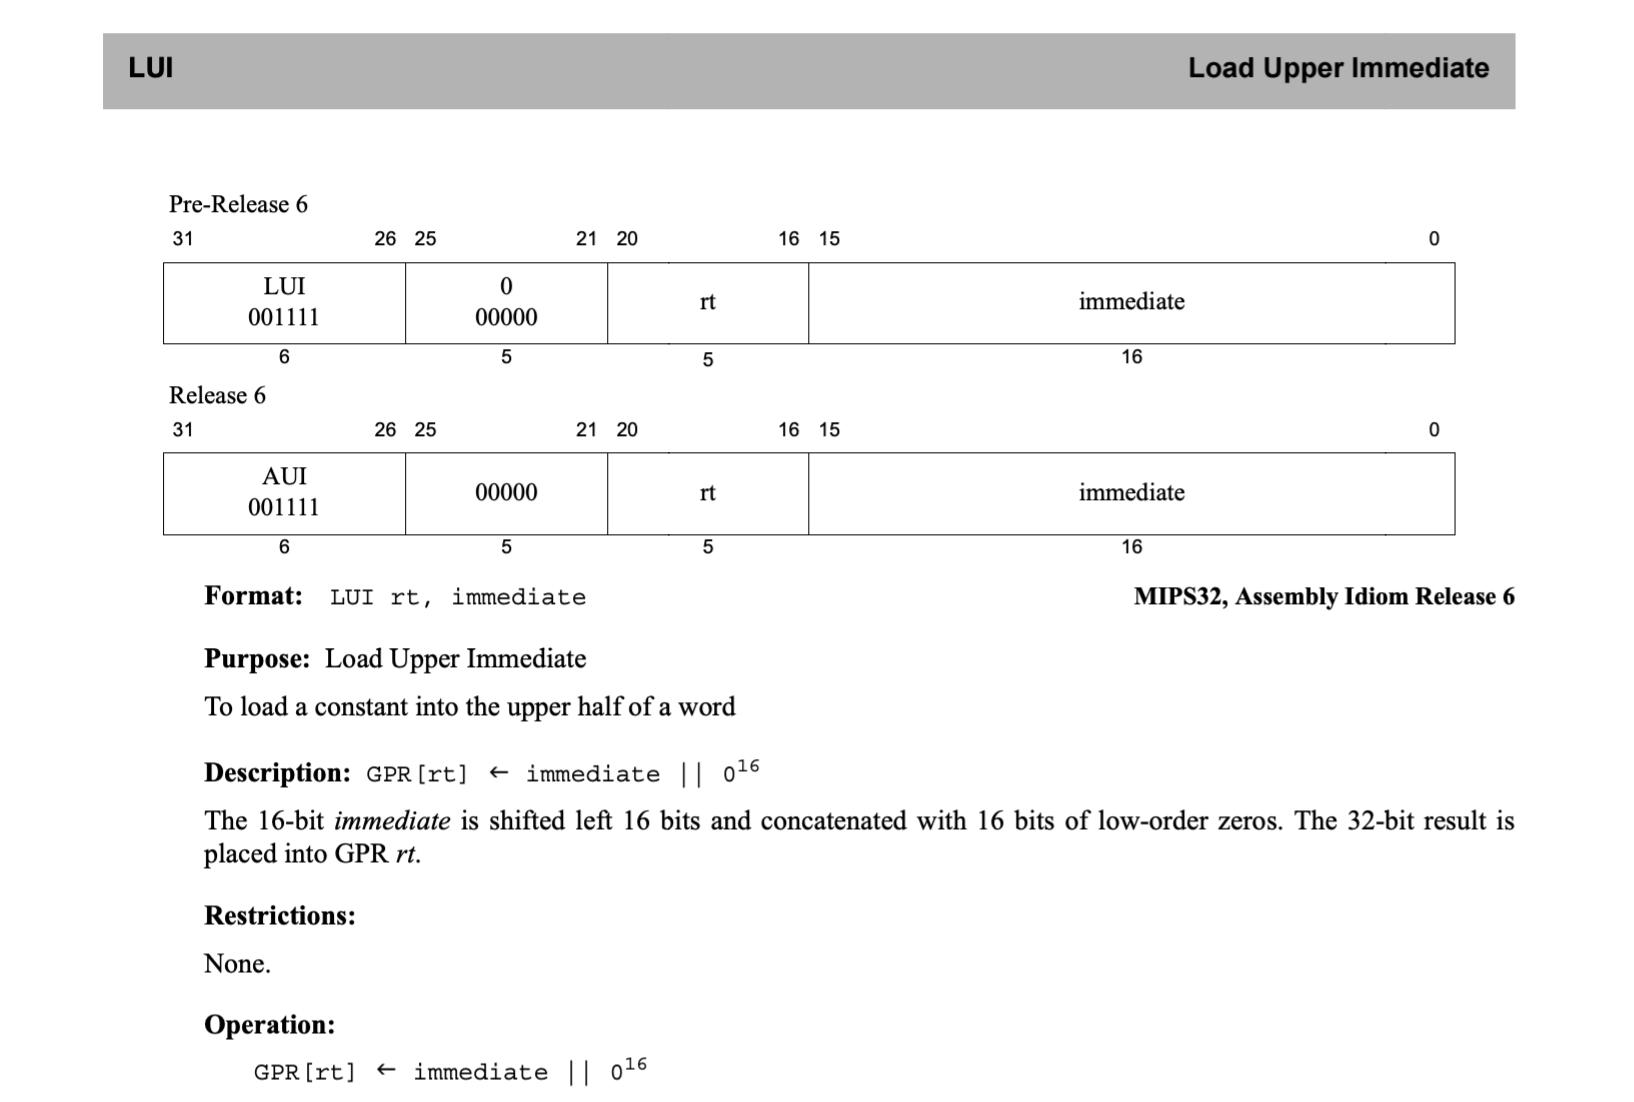 LUI Load Upper Immediate
Pre-Release 6
31 26 25 21 20 16 15 0
LUI 0 rt immediate
001111 00000
6 5 5 16
Release 6
31 26 25 21 20 16 15 0
AUI 00000 rt immediate
001111
6 5 5 16
Format: LUI rt, immediate MIPS32, Assembly Idiom Release 6
Purpose: Load Upper Immediate
To load a constant into the upper half of a word
Description: GPR[rt] ← immediate || 0¹⁶
The 16-bit immediate is shifted left 16 bits and concatenated with 16 bits of low-order zeros. The 32-bit result is
placed into GPR rt.
Restrictions:
None.
Operation:
GPR[rt] ← immediate || 0¹⁶